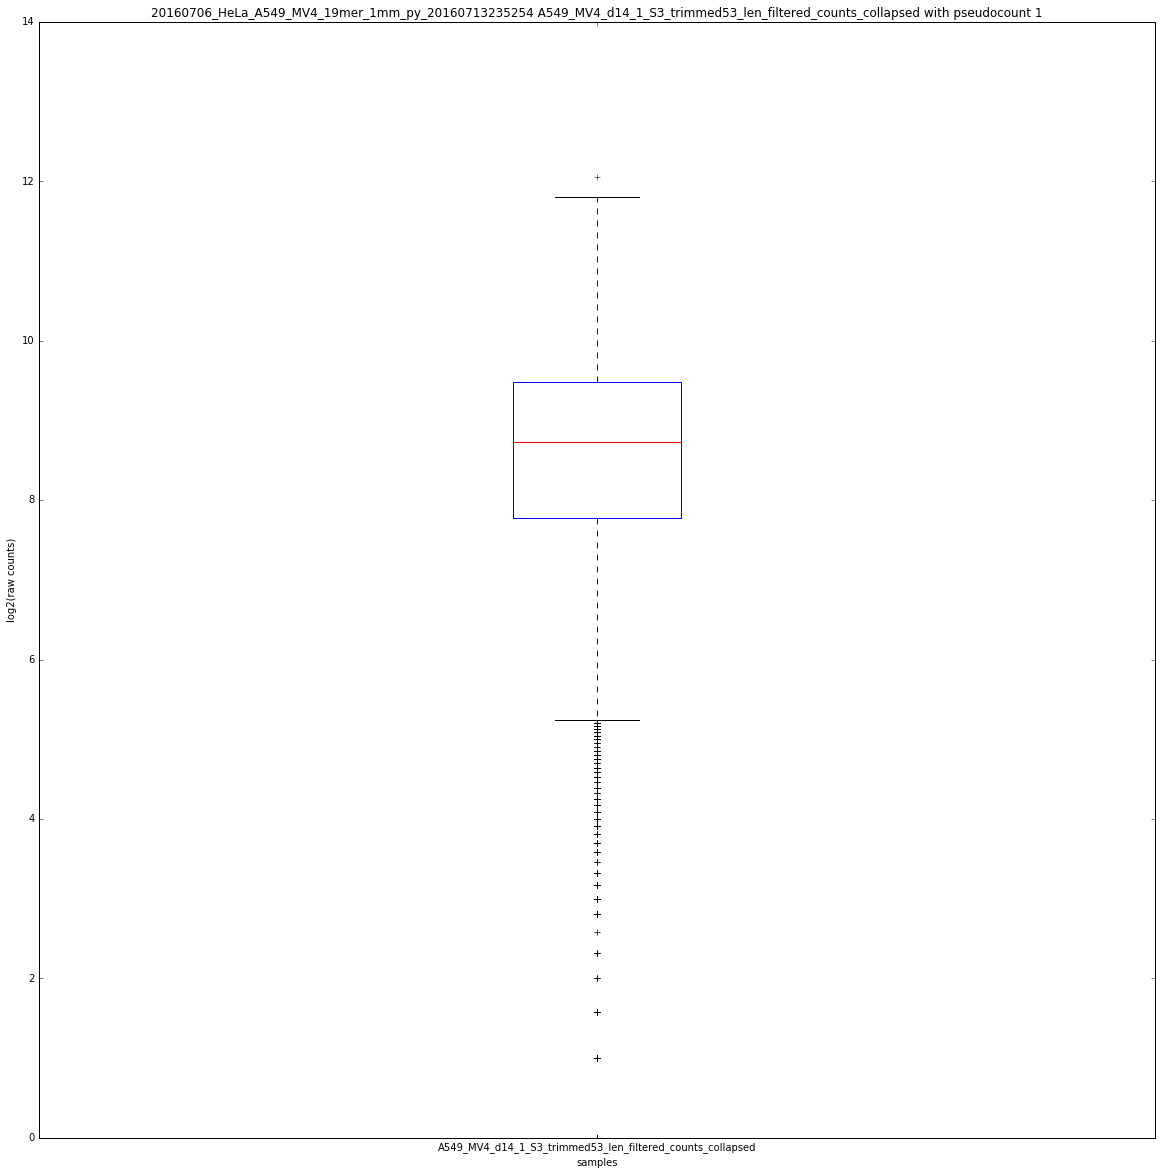 20160706_HeLa_A549_MV4_19mer_1mm_py_20160713235254 A549_MV4_d14_1_S3_trimmed53_len_filtered_counts_collapsed with pseudocount 1
14
12
10
8
log2(raw counts)
6
4
2
0
A549_MV4_d14_1_S3_trimmed53_len_filtered_counts_collapsed
samples